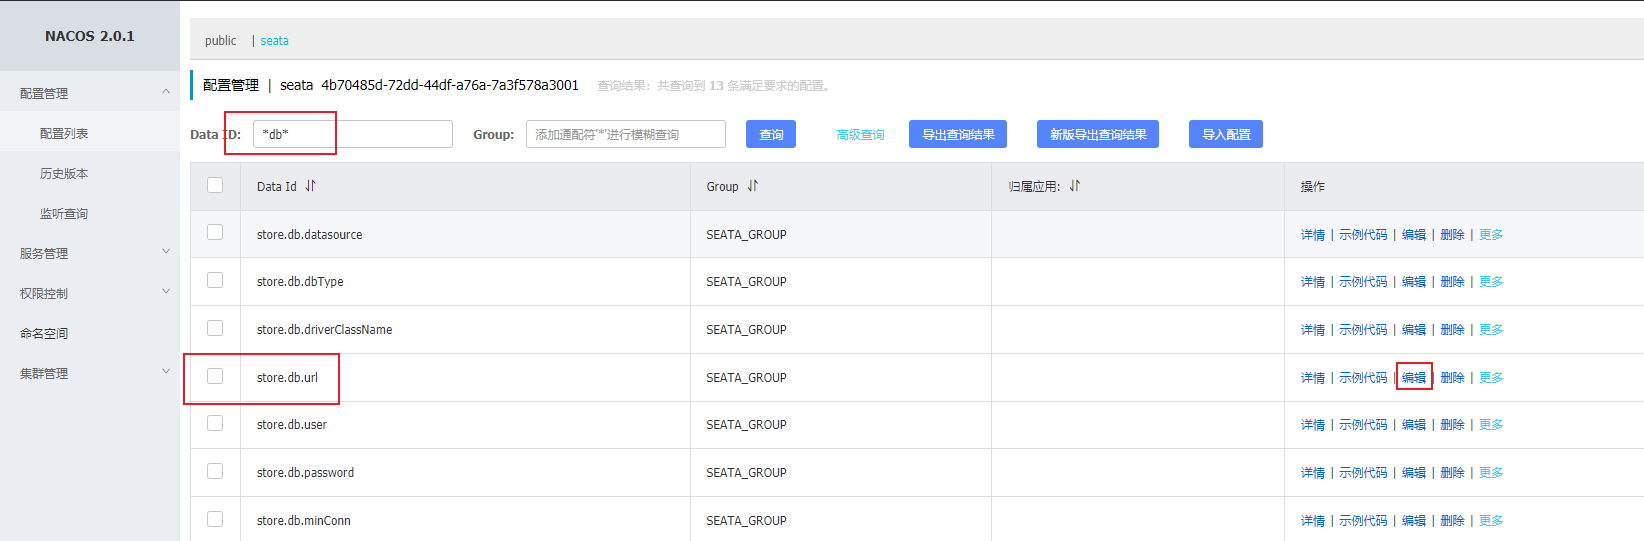 NACOS 2.0.1
配置管理
配置列表
历史版本
监听查询
服务管理
权限控制
命名空间
集群管理
public | seata
配置管理 | seata 4b70485d-72dd-44df-a76a-7a3f578a3001 查询结果：共查询到 13 条满足要求的配置。
Data ID: *db* Group: 添加通配符'*'进行模糊查询 查询 高级查询 导出查询结果 新版导出查询结果 导入配置
Data Id Group 归属应用: 操作
store.db.datasource SEATA_GROUP 详情 | 示例代码 | 编辑 | 删除 | 更多
store.db.dbType SEATA_GROUP 详情 | 示例代码 | 编辑 | 删除 | 更多
store.db.driverClassName SEATA_GROUP 详情 | 示例代码 | 编辑 | 删除 | 更多
store.db.url SEATA_GROUP 详情 | 示例代码 | 编辑 | 删除 | 更多
store.db.user SEATA_GROUP 详情 | 示例代码 | 编辑 | 删除 | 更多
store.db.password SEATA_GROUP 详情 | 示例代码 | 编辑 | 删除 | 更多
store.db.minConn SEATA_GROUP 详情 | 示例代码 | 编辑 | 删除 | 更多